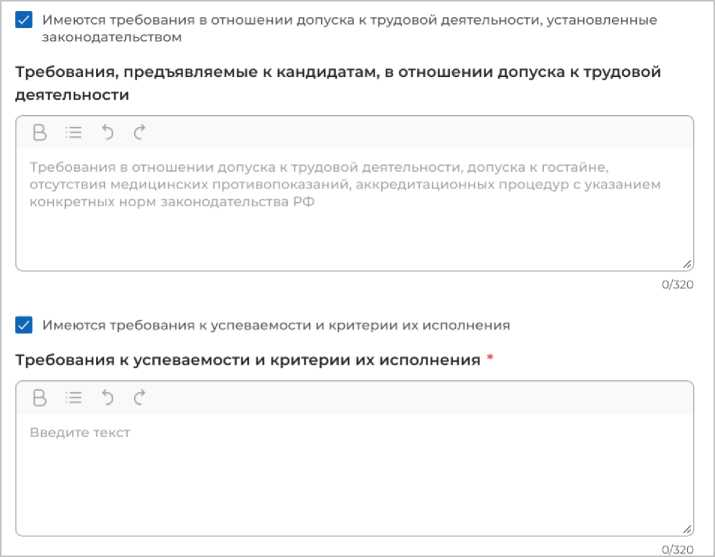 Имеются требования в отношении допуска к трудовой деятельности, установленные
законодательством
Требования, предъявляемые к кандидатам, в отношении допуска к трудовой
деятельности
B
Требования в отношении допуска к трудовой деятельности, допуска к гостайне,
отсутствия медицинских противопоказаний, аккредитационных процедур с указанием
конкретных норм законодательства РФ
0/320
Имеются требования к успеваемости и критерии их исполнения
Требования к успеваемости и критерии их исполнения *
B
Введите текст
0/320